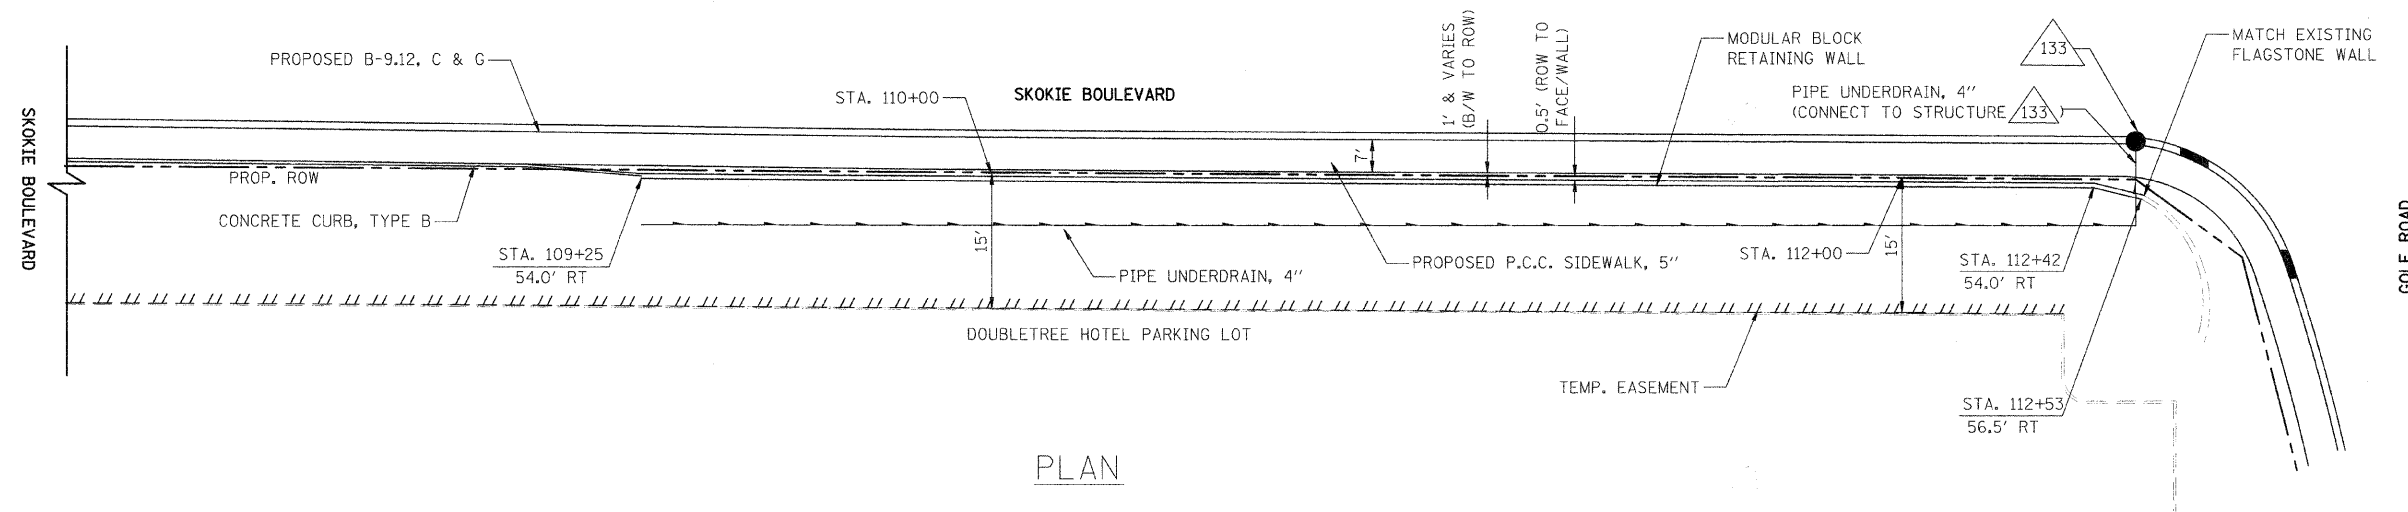 SKOKIE BOULEVARD
PROPOSED B-9.12, C & G
STA. 110+00
SKOKIE BOULEVARD
1' & VARIES
(B/W TO ROW)
0.5' (ROW TO
FACE/WALL)
MODULAR BLOCK
RETAINING WALL
PIPE UNDERDRAIN, 4"
(CONNECT TO STRUCTURE 133 )
133
MATCH EXISTING
FLAGSTONE WALL
7'
PROP. ROW
CONCRETE CURB, TYPE B
STA. 109+25
54.0' RT
15'
PIPE UNDERDRAIN, 4"
PROPOSED P.C.C. SIDEWALK, 5"
STA. 112+00
15'
STA. 112+42
54.0' RT
GOLF ROAD
DOUBLETREE HOTEL PARKING LOT
TEMP. EASEMENT
STA. 112+53
56.5' RT
PLAN